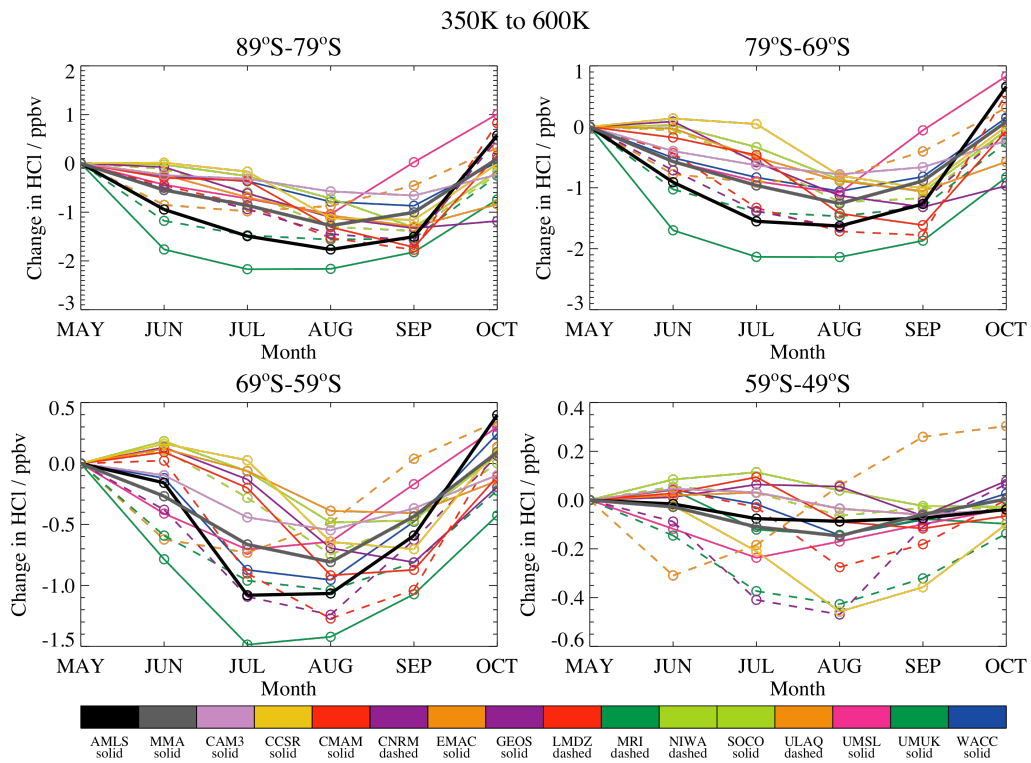 350K to 600K
89°S-79°S
79°S-69°S
2
1
0
-1
-2
-3
Change in HCl / ppbv
MAY JUN JUL AUG SEP OCT
Month
1
0
-1
-2
-3
Change in HCl / ppbv
MAY JUN JUL AUG SEP OCT
Month
69°S-59°S
59°S-49°S
0.5
0.0
-0.5
-1.0
-1.5
Change in HCl / ppbv
MAY JUN JUL AUG SEP OCT
Month
0.4
0.2
0.0
-0.2
-0.4
-0.6
Change in HCl / ppbv
MAY JUN JUL AUG SEP OCT
Month
AMLS MMA CAM3 CCSR CMAM CNRM EMAC GEOS LMDZ MRI NIWA SOCO ULAQ UMSL UMUK WACC
solid solid solid solid solid dashed solid solid dashed dashed dashed solid dashed solid solid solid